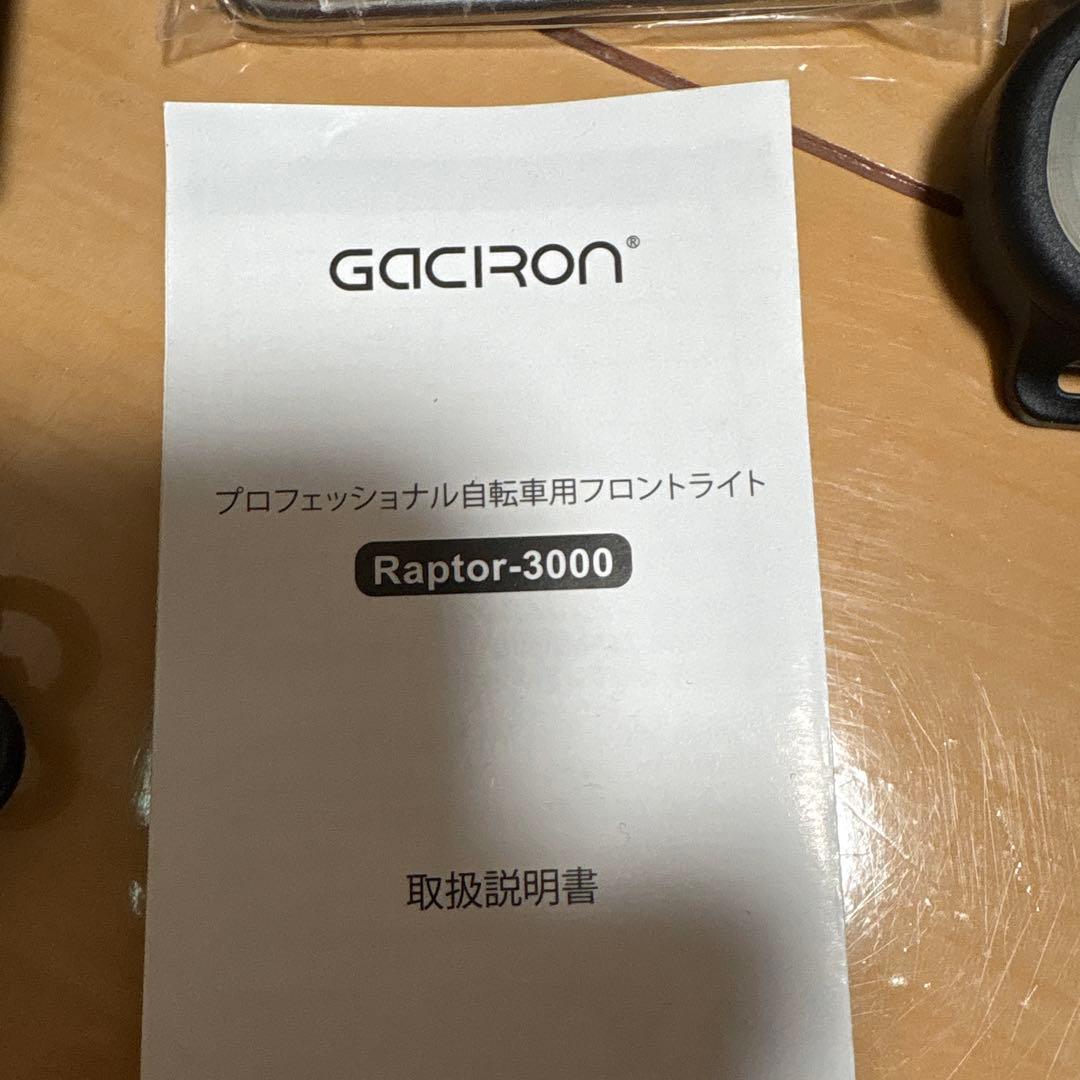 GACIRON®
プロフェッショナル自転車用フロントライト
Raptor-3000
取扱説明書